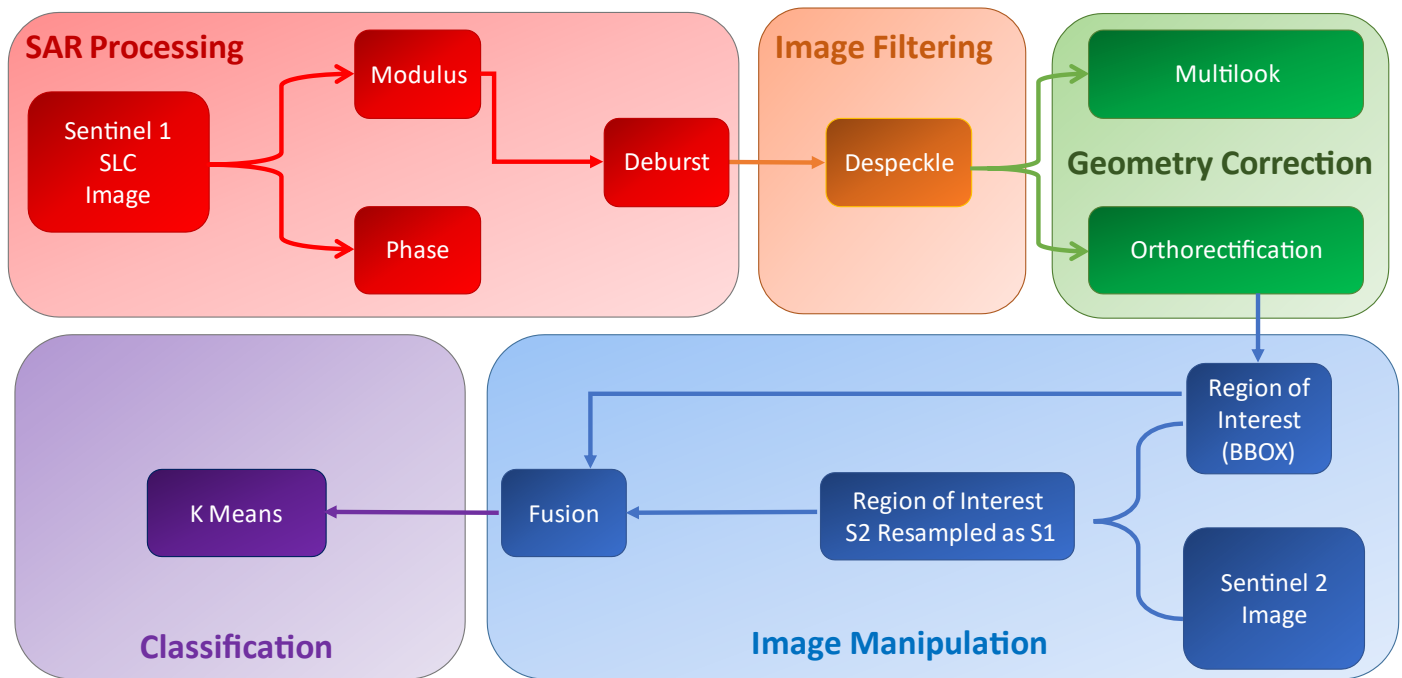 SAR Processing
Sentinel 1
SLC
Image
Modulus
Phase
Deburst
Image Filtering
Despeckle
Multilook
Geometry Correction
Orthorectification
Region of
Interest
(BBOX)
Sentinel 2
Image
Region of Interest
S2 Resampled as S1
Fusion
Image Manipulation
K Means
Classification